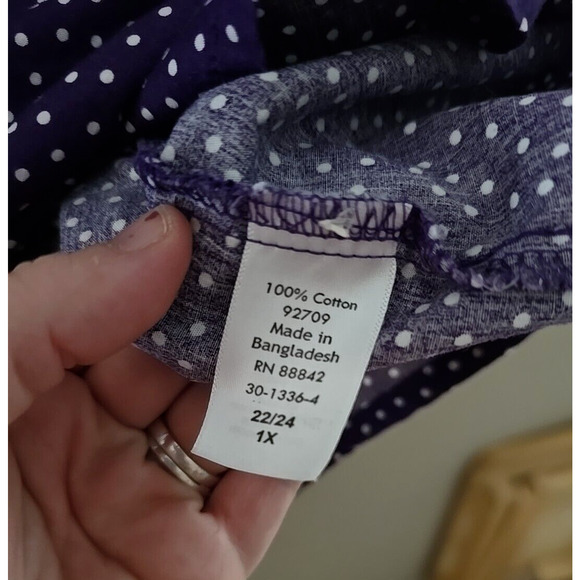 100% Cotton
92709
Made in
Bangladesh
RN 88842
30-1336-4
22/24
1X